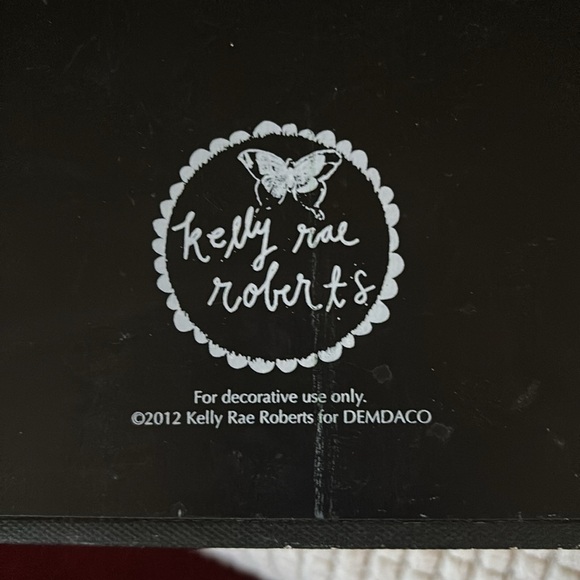 kelly rae
roberts
For decorative use only.
©2012 Kelly Rae Roberts for DEMDACO